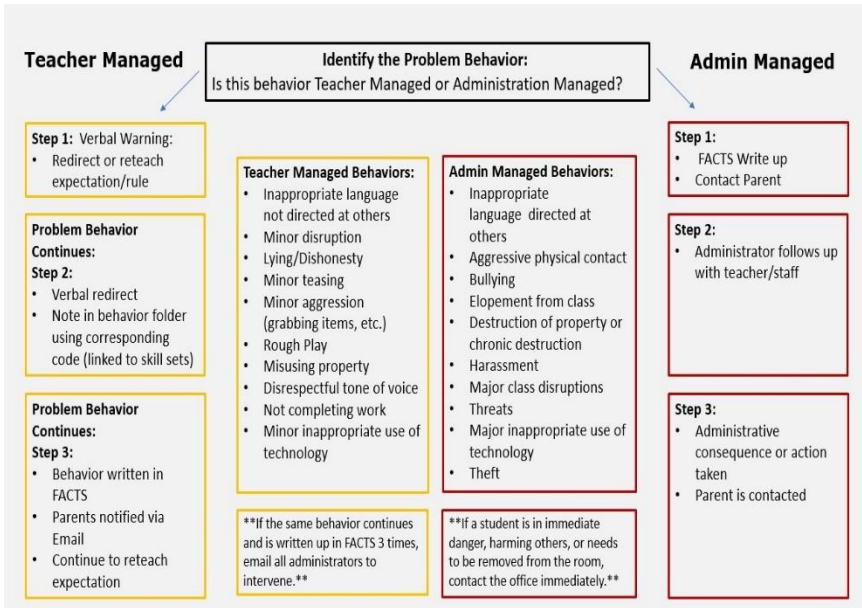 Teacher Managed
Identify the Problem Behavior:
Is this behavior Teacher Managed or Administration Managed?
Admin Managed
Step 1: Verbal Warning:
• Redirect or reteach
expectation/rule
Problem Behavior
Continues:
Step 2:
• Verbal redirect
• Note in behavior folder
using corresponding
code (linked to skill sets)
Problem Behavior
Continues:
Step 3:
• Behavior written in
FACTS
• Parents notified via
Email
• Continue to reteach
expectation
Teacher Managed Behaviors:
• Inappropriate language
not directed at others
• Minor disruption
• Lying/Dishonesty
• Minor teasing
• Minor aggression
(grabbing items, etc.)
• Rough Play
• Misusing property
• Disrespectful tone of voice
• Not completing work
• Minor inappropriate use of
technology
**If the same behavior continues
and is written up in FACTS 3 times,
email all administrators to
intervene.**
Admin Managed Behaviors:
• Inappropriate
language directed at
others
• Aggressive physical contact
• Bullying
• Elopement from class
• Destruction of property or
chronic destruction
• Harassment
• Major class disruptions
• Threats
• Major inappropriate use of
technology
• Theft
**If a student is in immediate
danger, harming others, or needs
to be removed from the room,
contact the office immediately.**
Step 1:
• FACTS Write up
• Contact Parent
Step 2:
• Administrator follows up
with teacher/staff
Step 3:
• Administrative
consequence or action
taken
• Parent is contacted